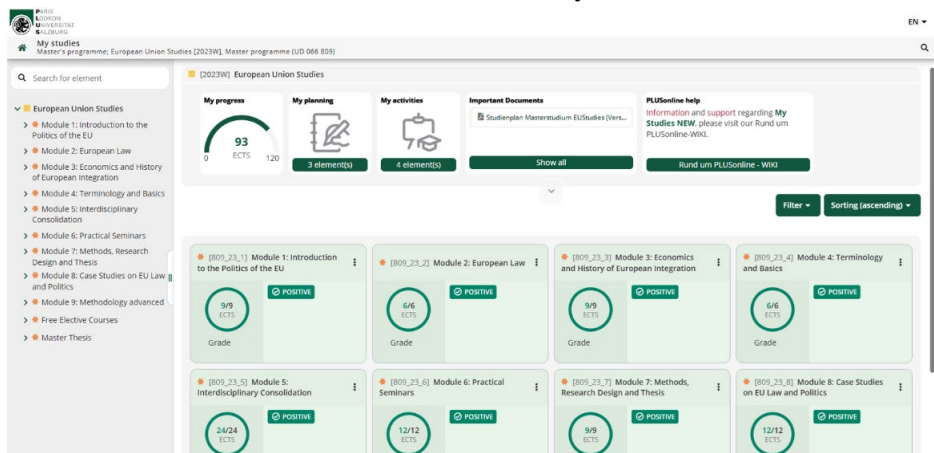 PARIS
LODRON
UNIVERSITÄT
SALZBURG
EN
My studies
Master's programme; European Union Studies [2023W], Master programme (UD 066 809)
Search for element
European Union Studies
Module 1: Introduction to the
Politics of the EU
Module 2: European Law
Module 3: Economics and History
of European Integration
Module 4: Terminology and Basics
Module 5: Interdisciplinary
Consolidation
Module 6: Practical Seminars
Module 7: Methods, Research
Design and Thesis
Module 8: Case Studies on EU Law
and Politics
Module 9: Methodology advanced
Free Elective Courses
Master Thesis
[2023W] European Union Studies
My progress
93
ECTS
0
120
My planning
3 element(s)
My activities
4 element(s)
Important Documents
Studienplan Masterstudium EUStudies (Vers...
Show all
PLUSonline help
Information and support regarding My
Studies NEW, please visit our Rund um
PLUSonline-WIKI.
Rund um PLUSonline - WIKI
Filter
Sorting (ascending)
[809_23_1] Module 1: Introduction
to the Politics of the EU
POSITIVE
9/9
ECTS
Grade
[809_23_2] Module 2: European Law
POSITIVE
6/6
ECTS
Grade
[809_23_3] Module 3: Economics
and History of European Integration
POSITIVE
9/9
ECTS
Grade
[809_23_4] Module 4: Terminology
and Basics
POSITIVE
6/6
ECTS
Grade
[809_23_5] Module 5:
Interdisciplinary Consolidation
POSITIVE
24/24
ECTS
[809_23_6] Module 6: Practical
Seminars
POSITIVE
12/12
ECTS
[809_23_7] Module 7: Methods,
Research Design and Thesis
POSITIVE
9/9
ECTS
[809_23_8] Module 8: Case Studies
on EU Law and Politics
POSITIVE
12/12
ECTS